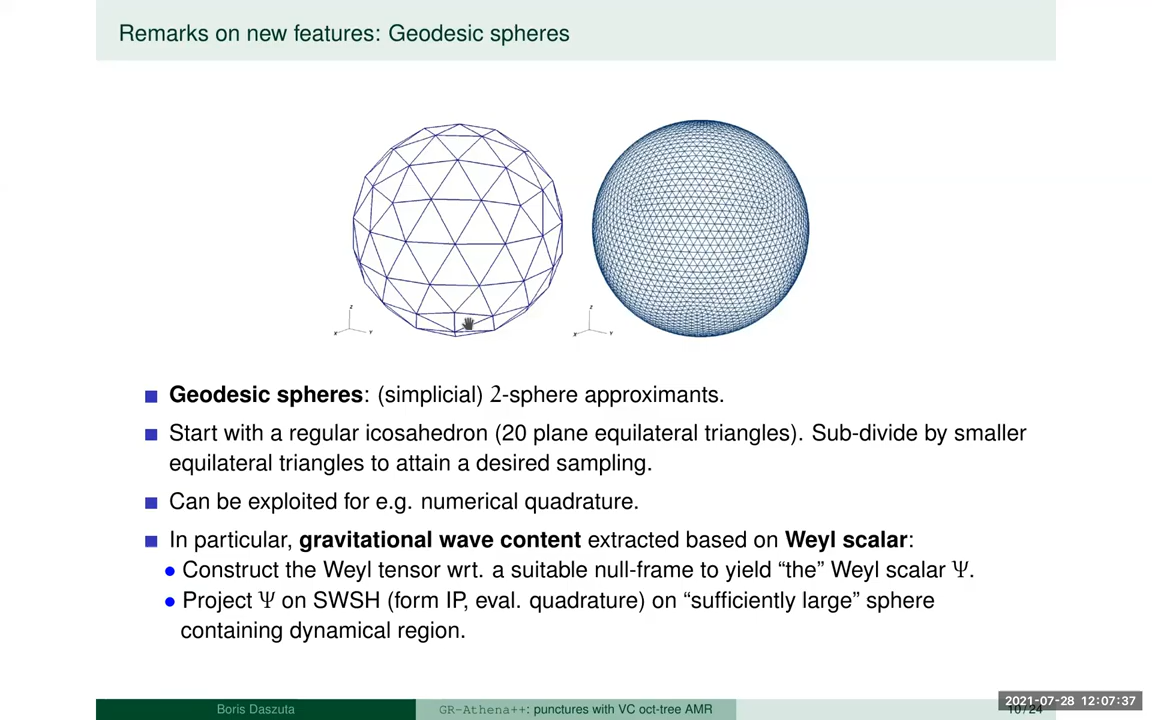 Remarks on new features: Geodesic spheres
z
x
Y
z
x
Y
Geodesic spheres: (simplicial) 2-sphere approximants.
Start with a regular icosahedron (20 plane equilateral triangles). Sub-divide by smaller
equilateral triangles to attain a desired sampling.
Can be exploited for e.g. numerical quadrature.
In particular, gravitational wave content extracted based on Weyl scalar:
Construct the Weyl tensor wrt. a suitable null-frame to yield “the” Weyl scalar Ψ.
Project Ψ on SWSH (form IP, eval. quadrature) on “sufficiently large” sphere
containing dynamical region.
Boris Daszuta
GR-Athena++: punctures with VC oct-tree AMR
2021-07-28 12:07:37
10/24